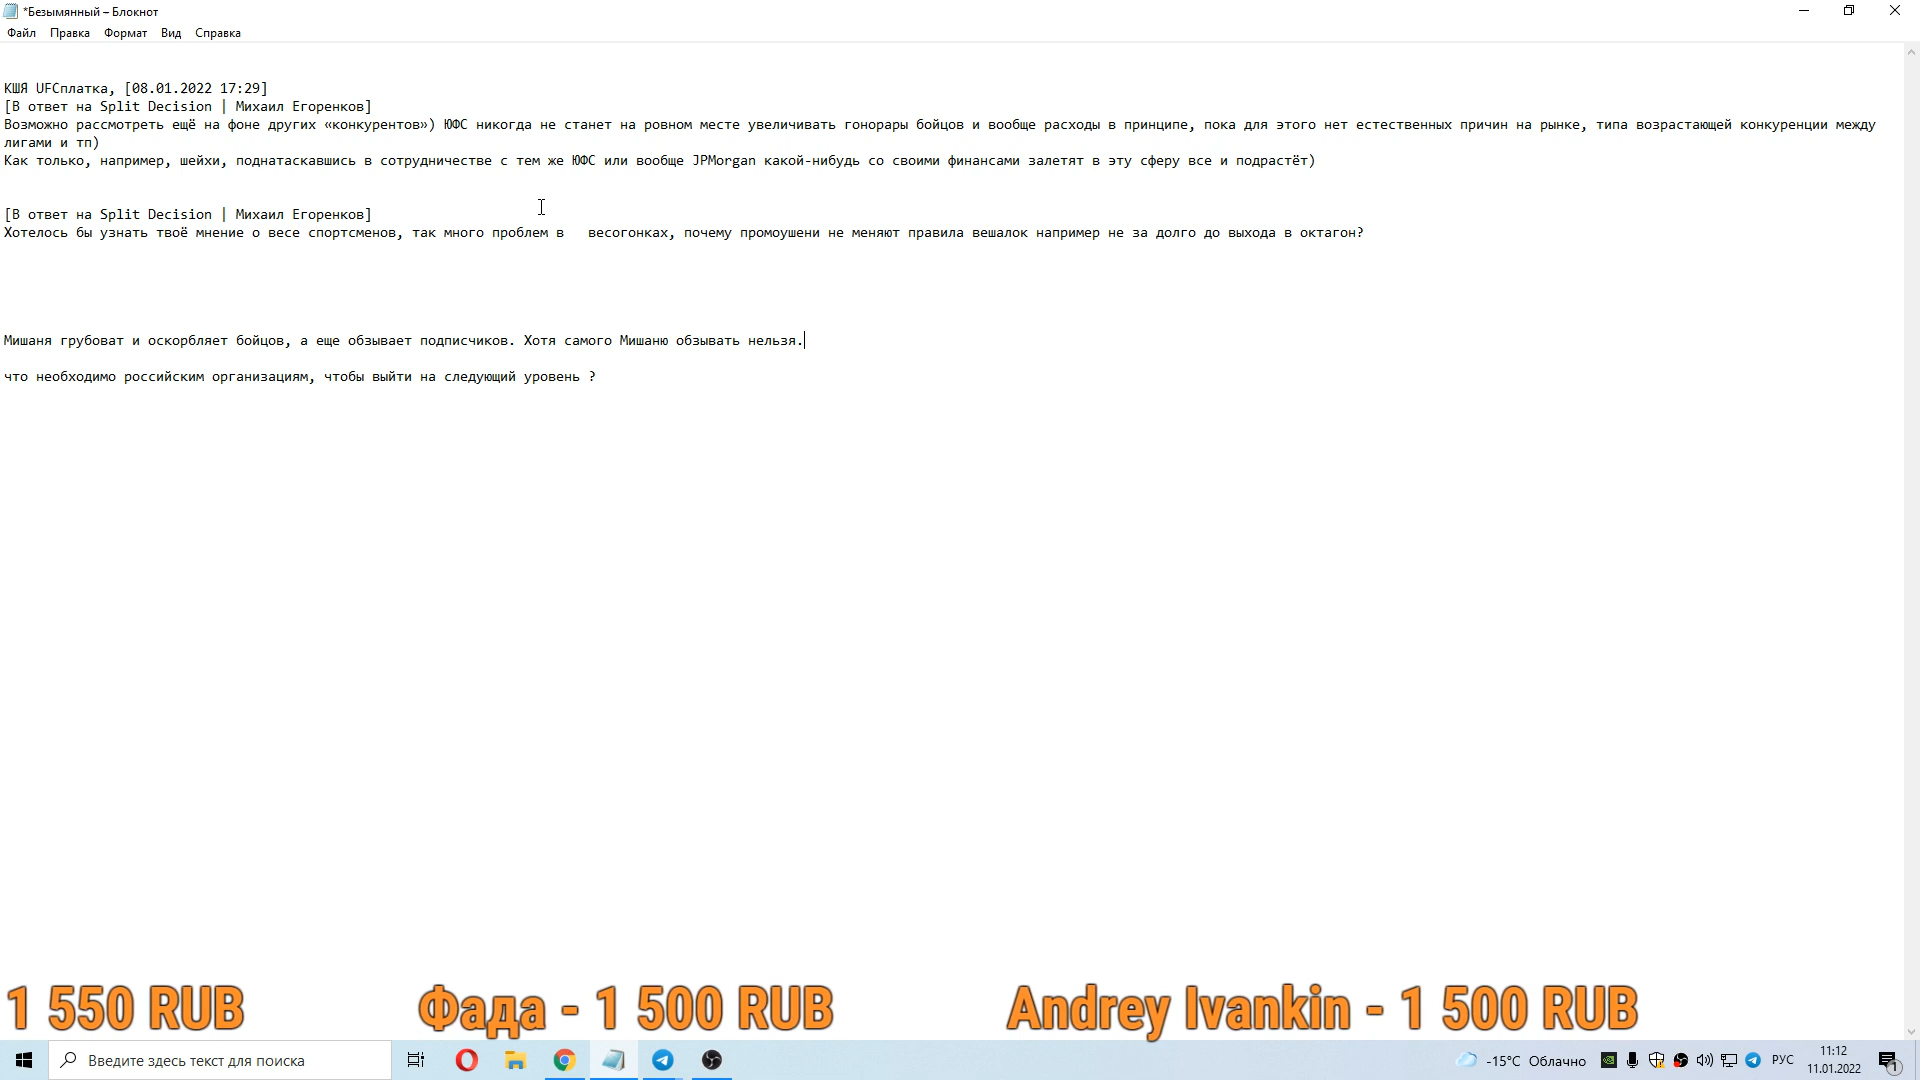 *Безымянный – Блокнот
Файл Правка Формат Вид Справка
КШЯ UFCплатка, [08.01.2022 17:29]
[В ответ на Split Decision | Михаил Егоренков]
Возможно рассмотреть ещё на фоне других «конкурентов») ЮФС никогда не станет на ровном месте увеличивать гонорары бойцов и вообще расходы в принципе, пока для этого нет естественных причин на рынке, типа возрастающей конкуренции между
лигами и тп)
Как только, например, шейхи, поднатаскавшись в сотрудничестве с тем же ЮФС или вообще JPMorgan какой-нибудь со своими финансами залетят в эту сферу все и подрастёт)
[В ответ на Split Decision | Михаил Егоренков]
Хотелось бы узнать твоё мнение о весе спортсменов, так много проблем в весогонках, почему промоушени не меняют правила вешалок например не за долго до выхода в октагон?
Мишаня грубоват и оскорбляет бойцов, а еще обзывает подписчиков. Хотя самого Мишаню обзывать нельзя.
что необходимо российским организациям, чтобы выйти на следующий уровень ?
1 550 RUB Фада - 1 500 RUB Andrey Ivankin - 1 500 RUB
Введите здесь текст для поиска
-15°C Облачно РУС 11:12
11.01.2022
1